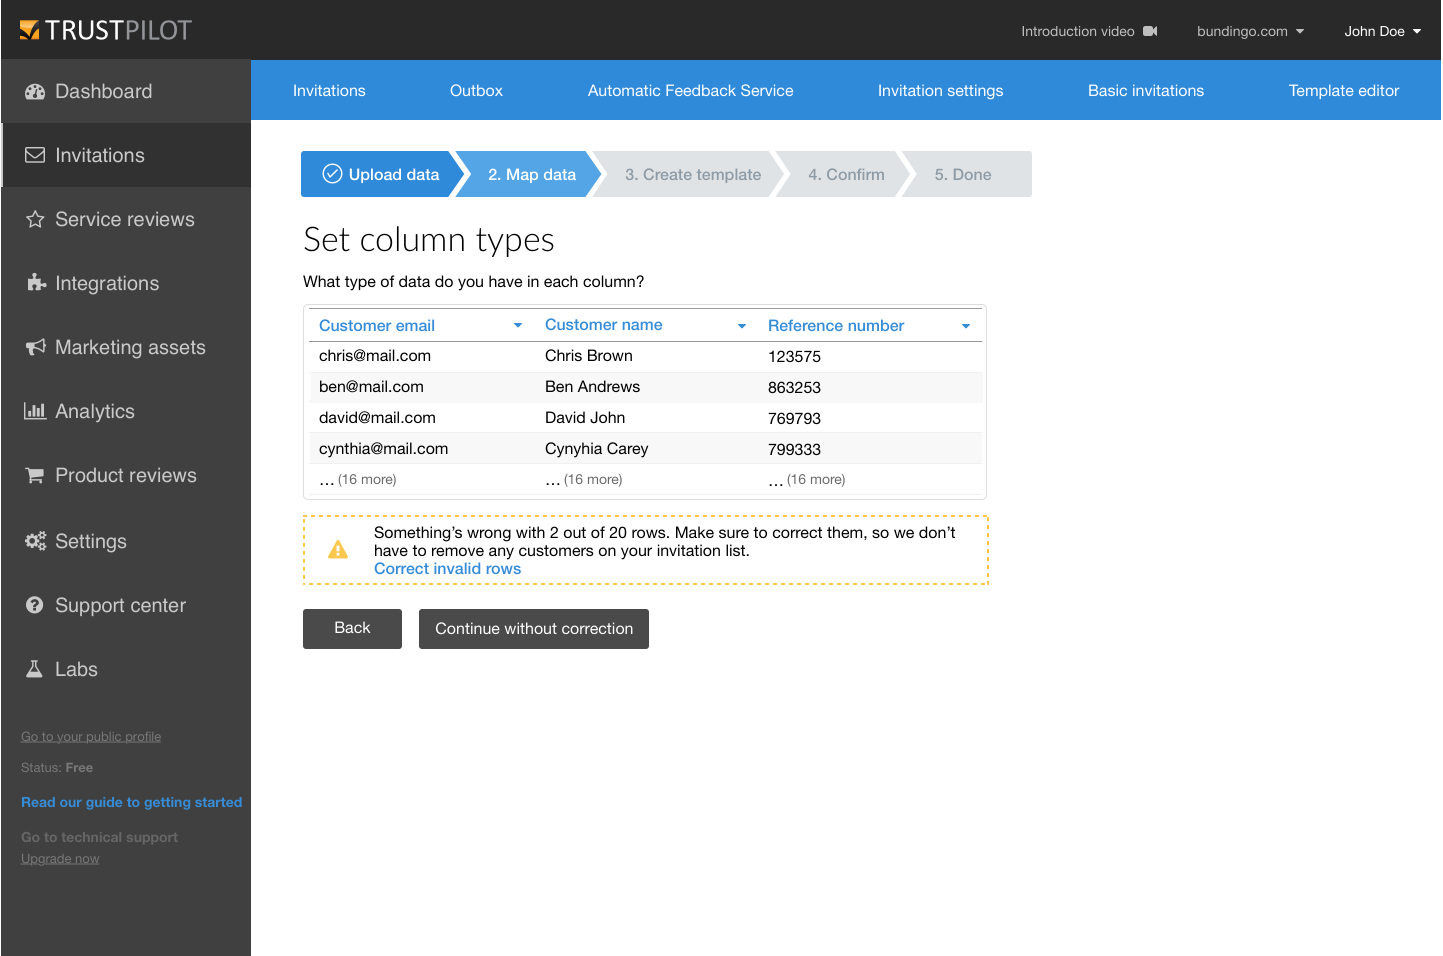 TRUSTPILOT
Introduction video
bundingo.com
John Doe
Dashboard
Invitations
Service reviews
Integrations
Marketing assets
Analytics
Product reviews
Settings
Support center
Labs
Go to your public profile
Status: Free
Read our guide to getting started
Go to technical support
Upgrade now
Invitations Outbox Automatic Feedback Service Invitation settings Basic invitations Template editor
Upload data 2. Map data 3. Create template 4. Confirm 5. Done
Set column types
What type of data do you have in each column?
Customer email Customer name Reference number
chris@mail.com Chris Brown 123575
ben@mail.com Ben Andrews 863253
david@mail.com David John 769793
cynthia@mail.com Cynyhia Carey 799333
... (16 more) ... (16 more) ... (16 more)
Something's wrong with 2 out of 20 rows. Make sure to correct them, so we don't
have to remove any customers on your invitation list.
Correct invalid rows
Back Continue without correction